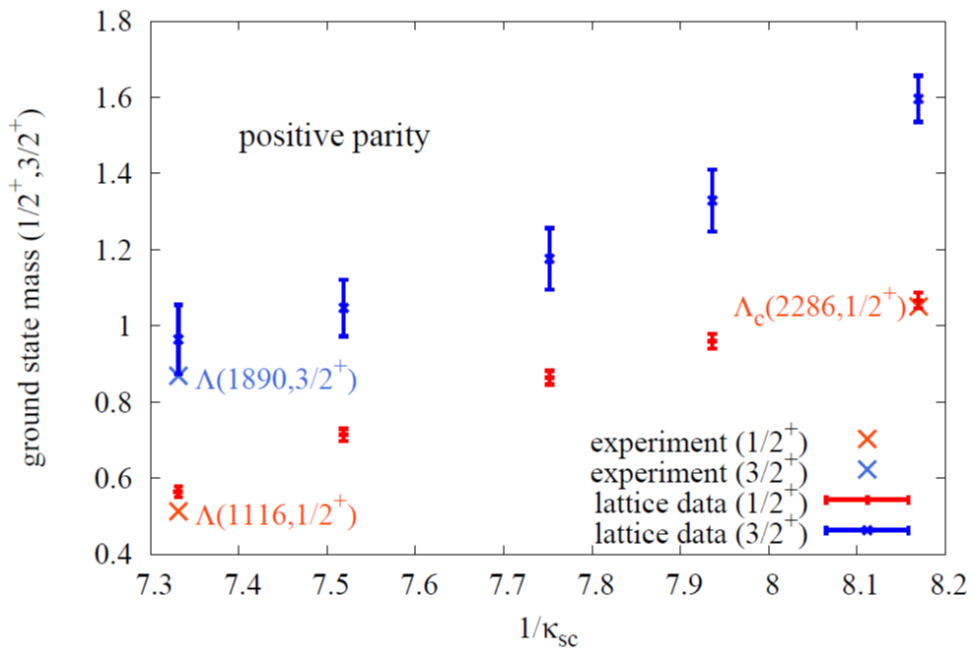 1.8
1.6
1.4
1.2
1
0.8
0.6
0.4
ground state mass (1/2⁺,3/2⁺)
positive parity
Λc(2286,1/2⁺)
Λ(1890,3/2⁺)
Λ(1116,1/2⁺)
experiment (1/2⁺)
experiment (3/2⁺)
lattice data (1/2⁺)
lattice data (3/2⁺)
7.3 7.4 7.5 7.6 7.7 7.8 7.9 8 8.1 8.2
1/κsc